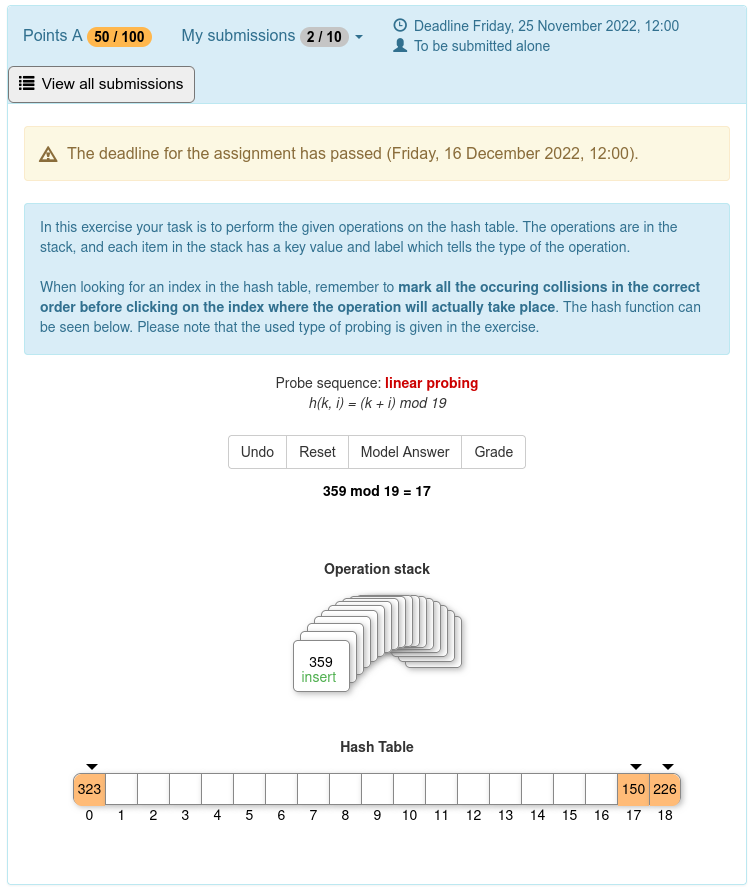 Points A 50 / 100 My submissions 2 / 10
Deadline Friday, 25 November 2022, 12:00
To be submitted alone
View all submissions
The deadline for the assignment has passed (Friday, 16 December 2022, 12:00).
In this exercise your task is to perform the given operations on the hash table. The operations are in the
stack, and each item in the stack has a key value and label which tells the type of the operation.
When looking for an index in the hash table, remember to mark all the occuring collisions in the correct
order before clicking on the index where the operation will actually take place. The hash function can
be seen below. Please note that the used type of probing is given in the exercise.
Probe sequence: linear probing
h(k, i) = (k + i) mod 19
Undo Reset Model Answer Grade
359 mod 19 = 17
Operation stack
359
insert
Hash Table
323 150 226
0 1 2 3 4 5 6 7 8 9 10 11 12 13 14 15 16 17 18